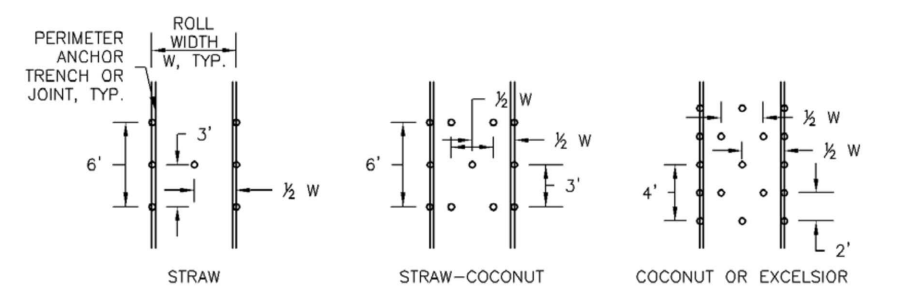 ROLL
WIDTH
W, TYP.
PERIMETER
ANCHOR
TRENCH OR
JOINT, TYP.
3'
6'
½ W
STRAW
½ W
½ W
6'
3'
STRAW-COCONUT
½ W
½ W
4'
2'
COCONUT OR EXCELSIOR